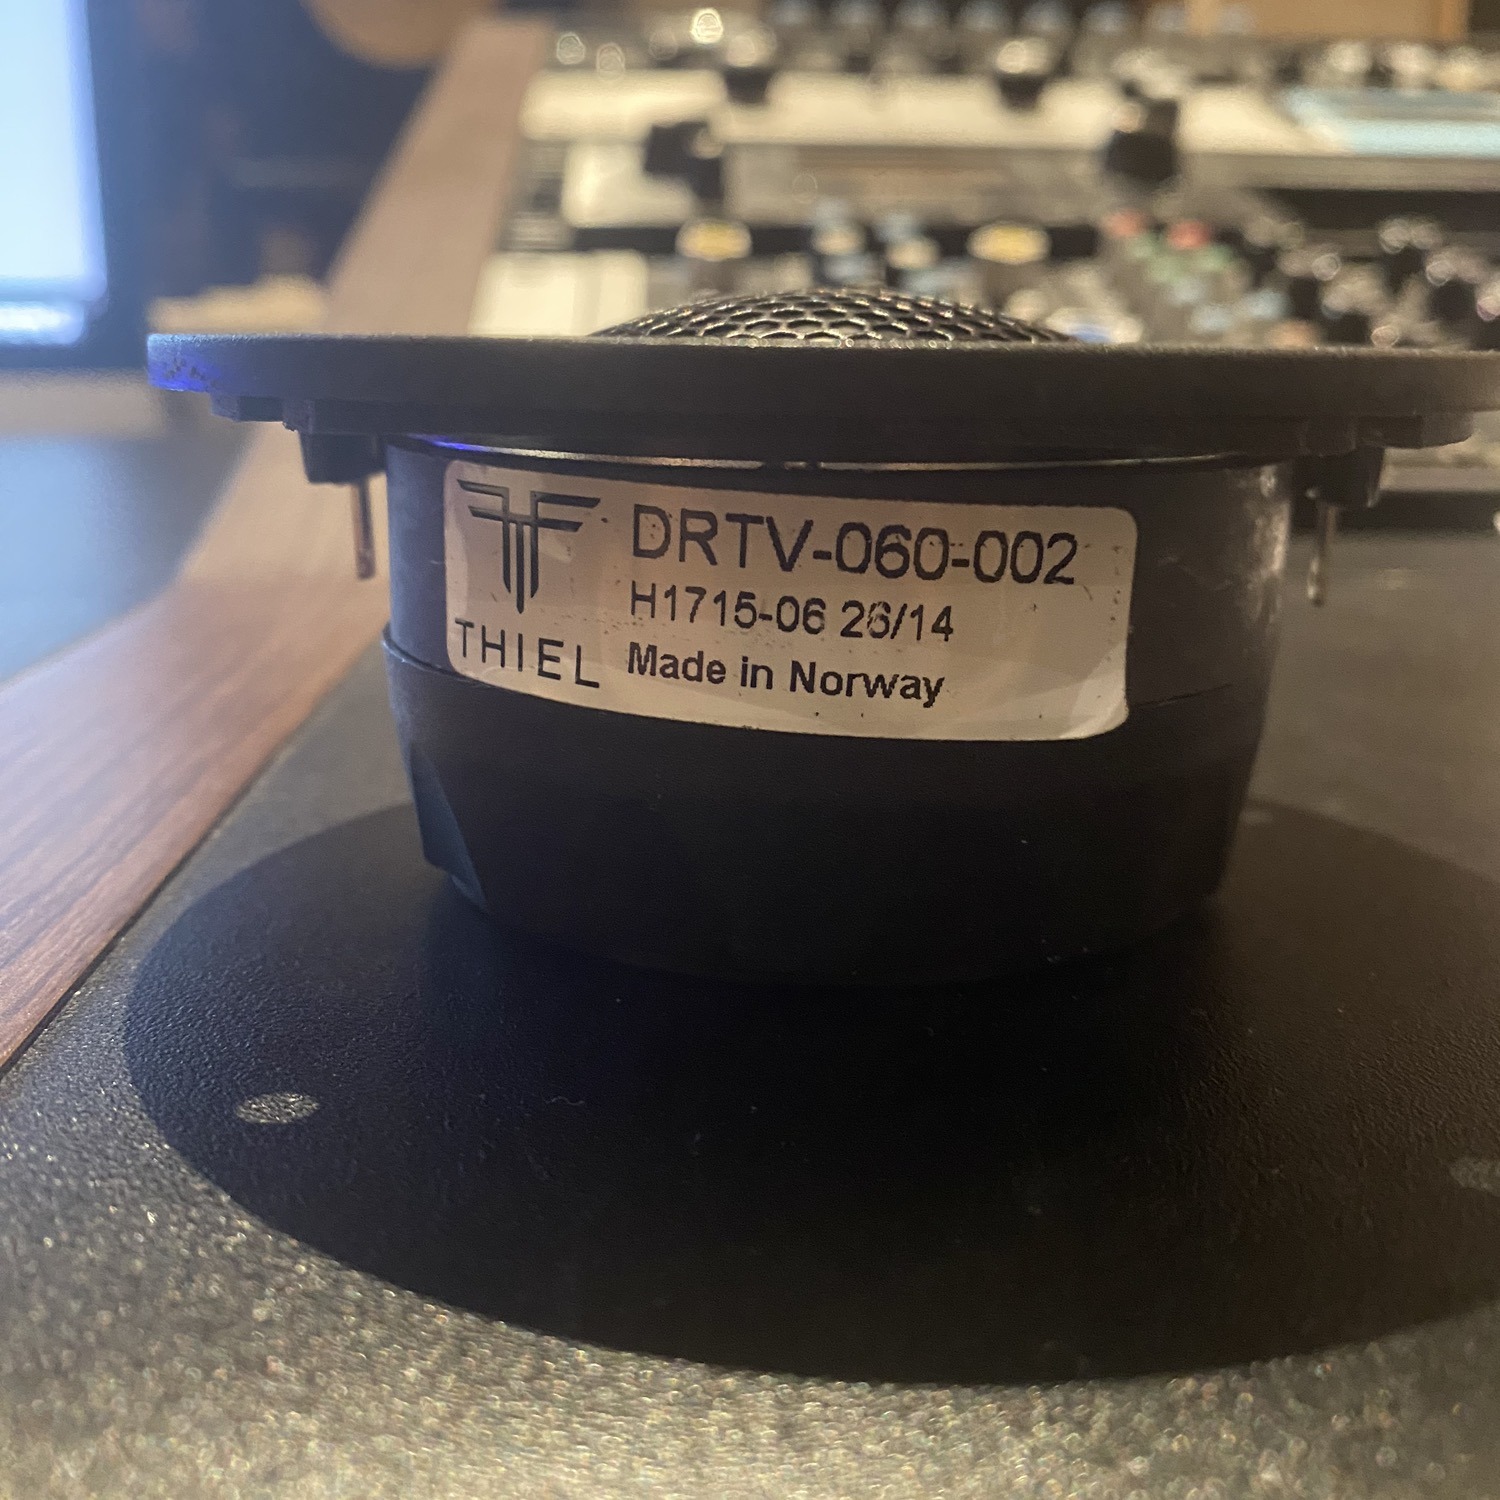 DRTV-060-002
H1715-06 26/14
THIEL
Made in Norway